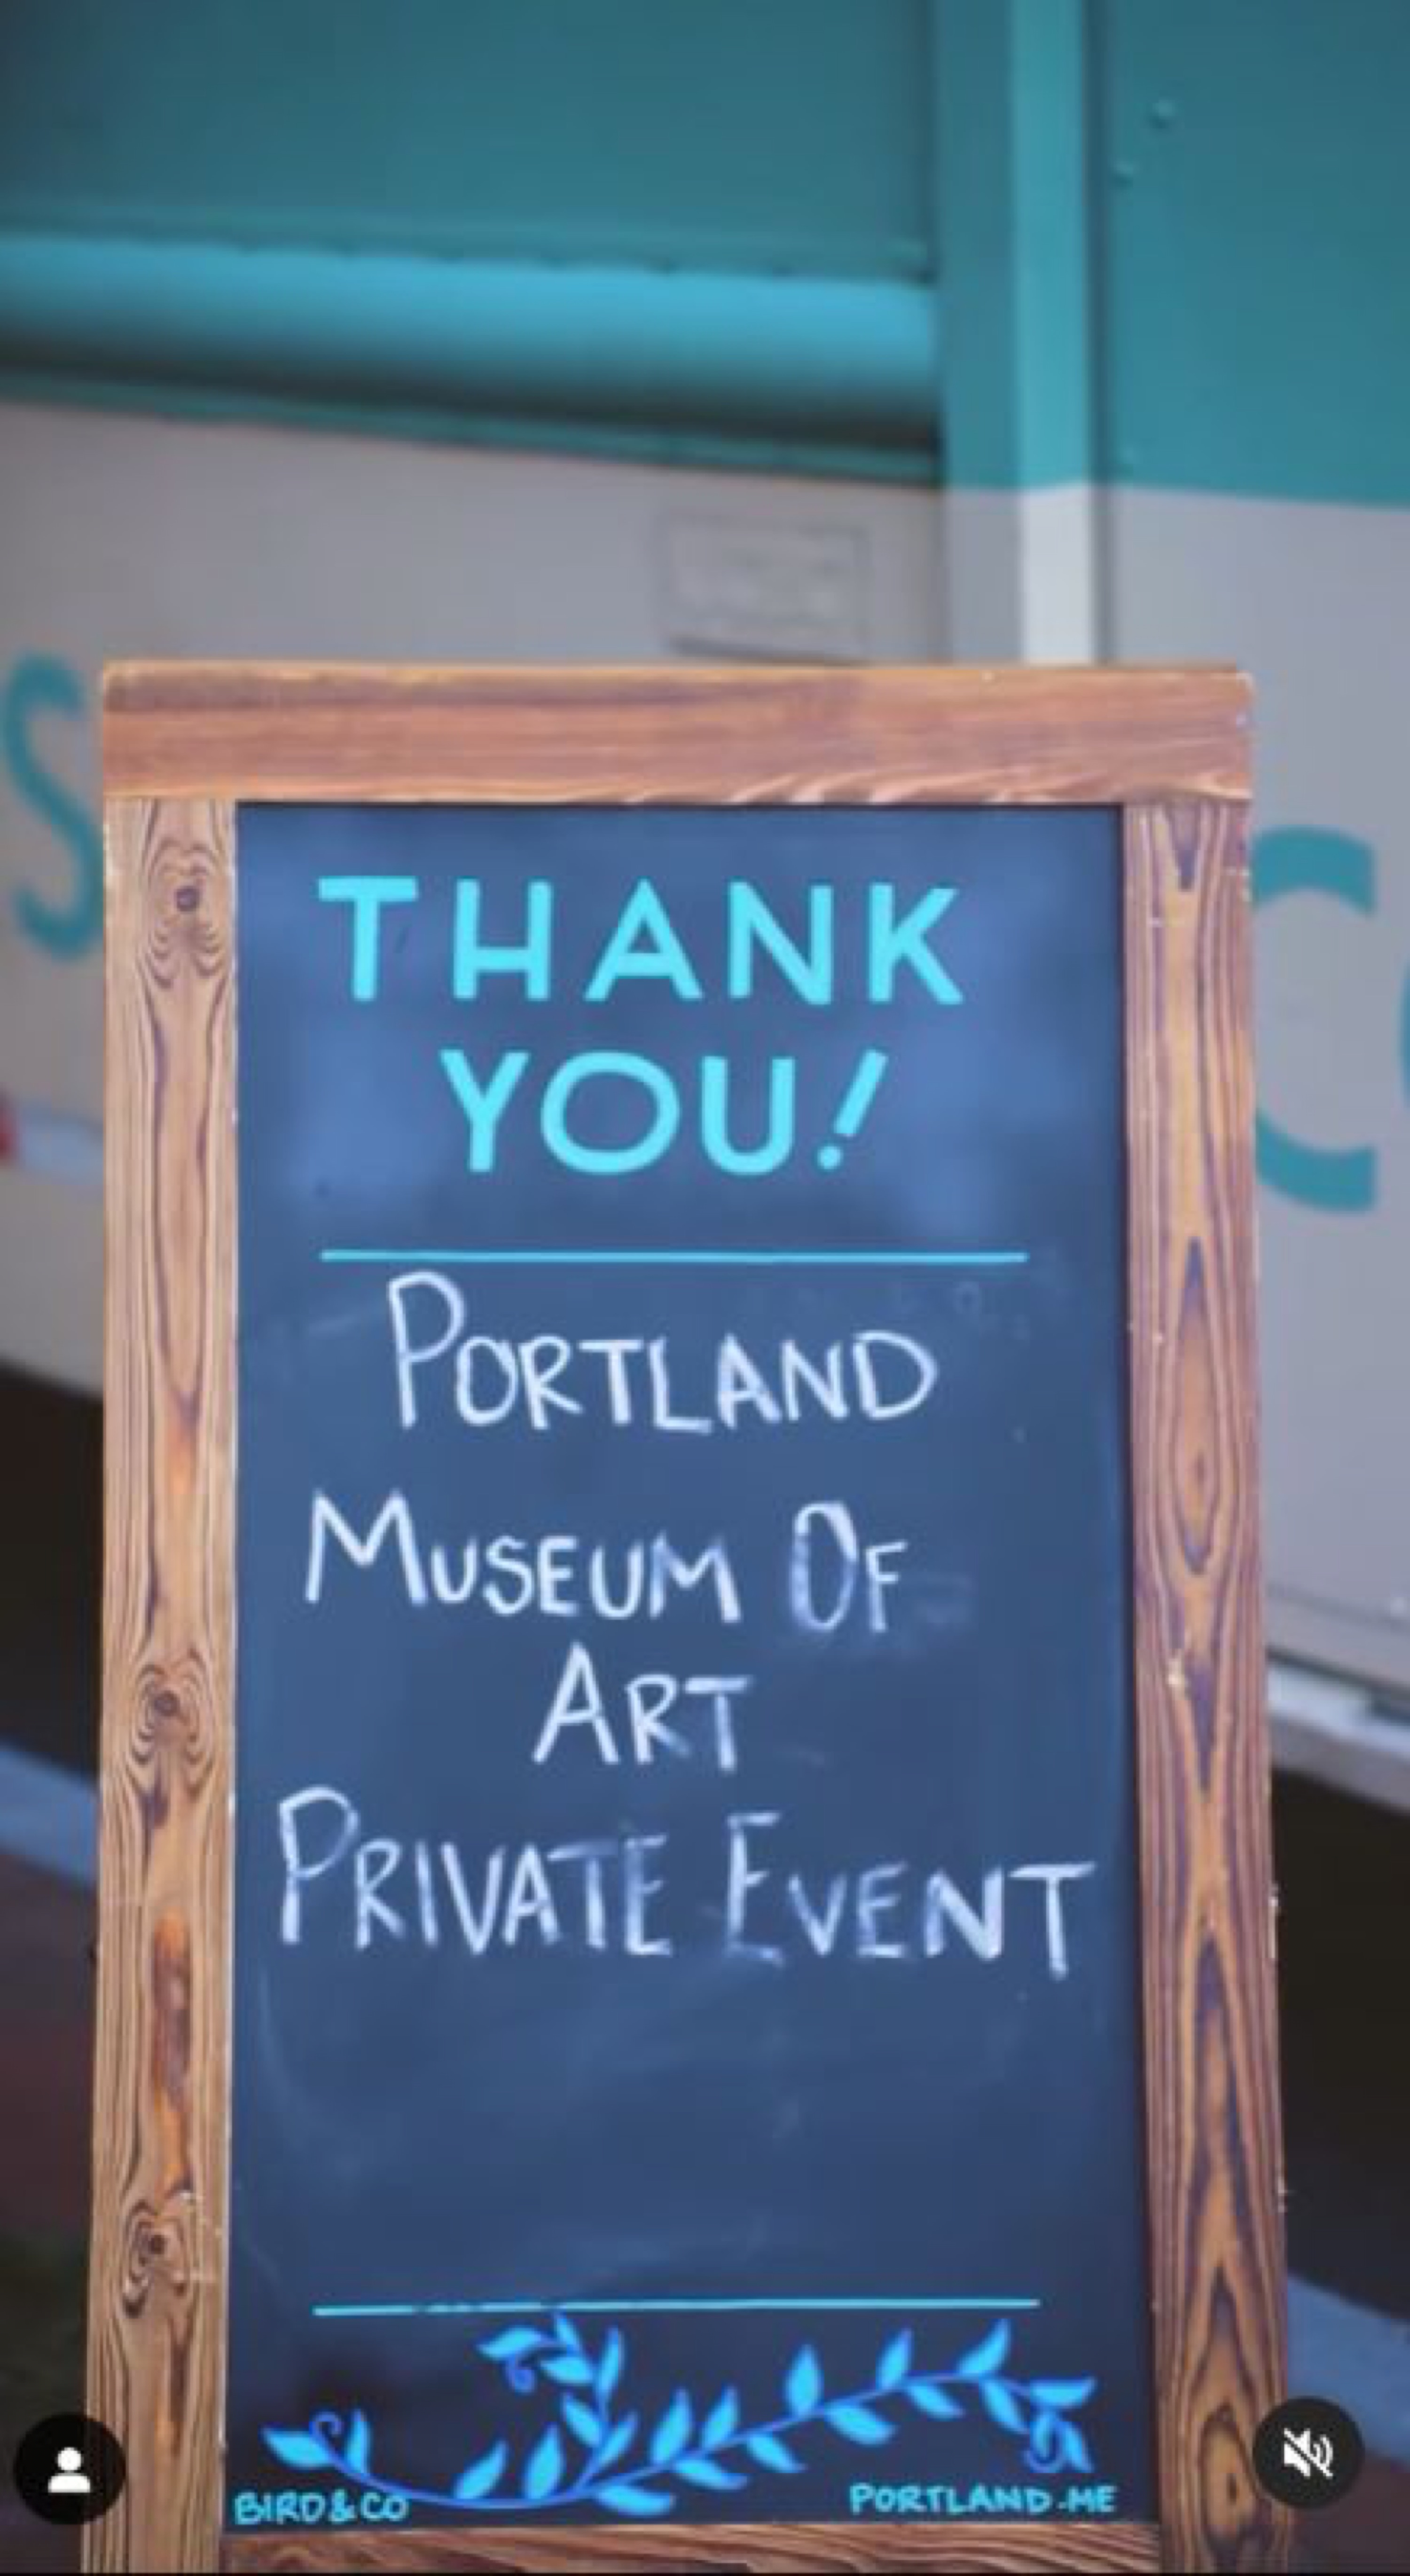 S
C
THANK
YOU!
PORTLAND
MUSEUM OF
ART
PRIVATE EVENT
BIRD&CO
PORTLAND.ME